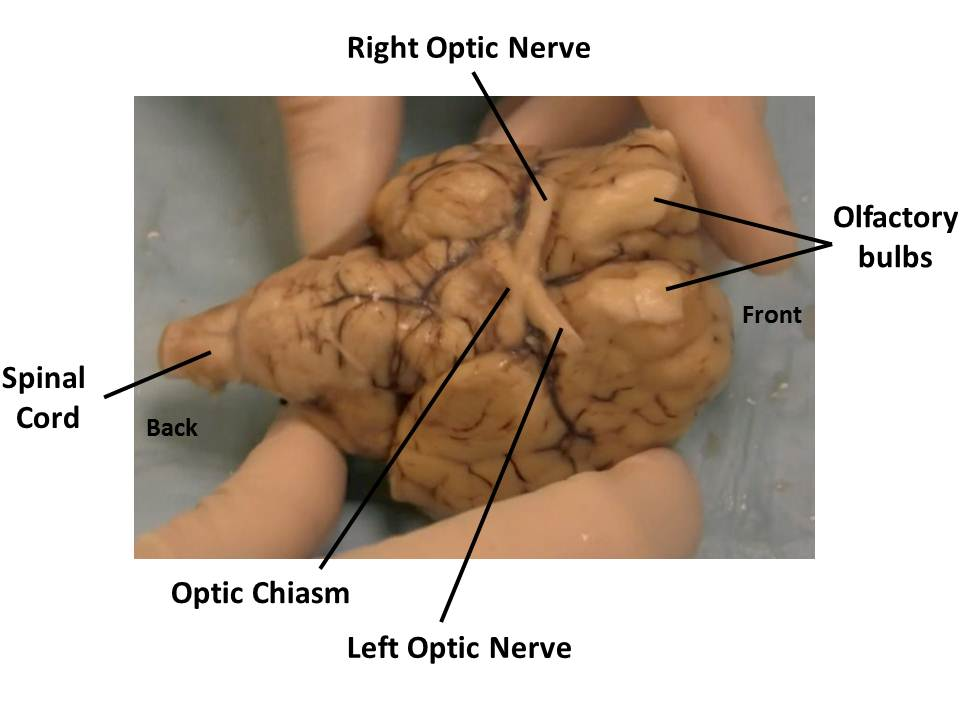 Right Optic Nerve
Olfactory
bulbs
Front
Spinal
Cord
Back
Optic Chiasm
Left Optic Nerve